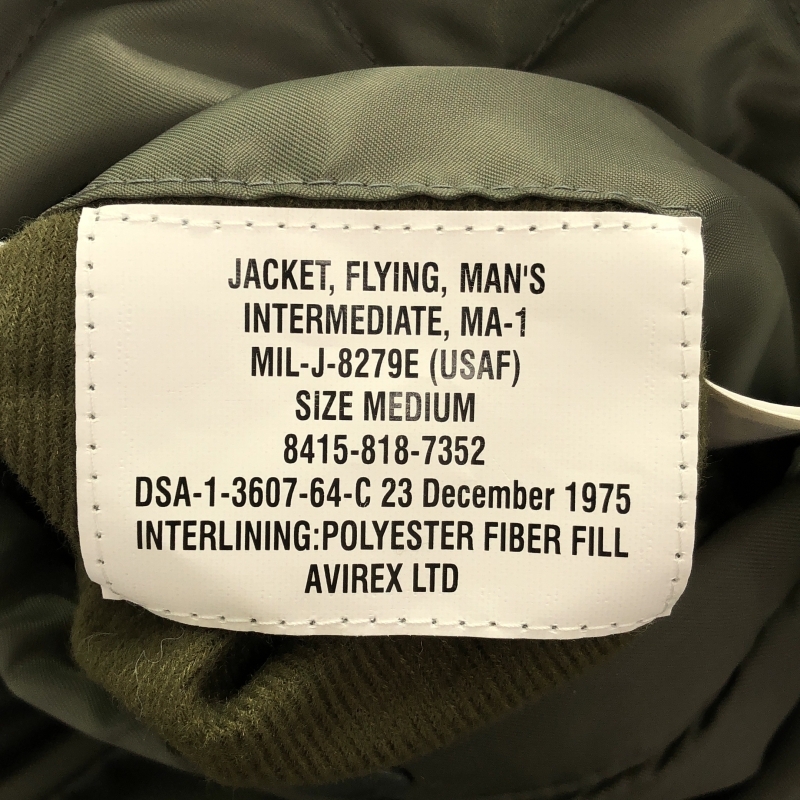 JACKET, FLYING, MAN'S
INTERMEDIATE, MA-1
MIL-J-8279E (USAF)
SIZE MEDIUM
8415-818-7352
DSA-1-3607-64-C 23 December 1975
INTERLINING:POLYESTER FIBER FILL
AVIREX LTD